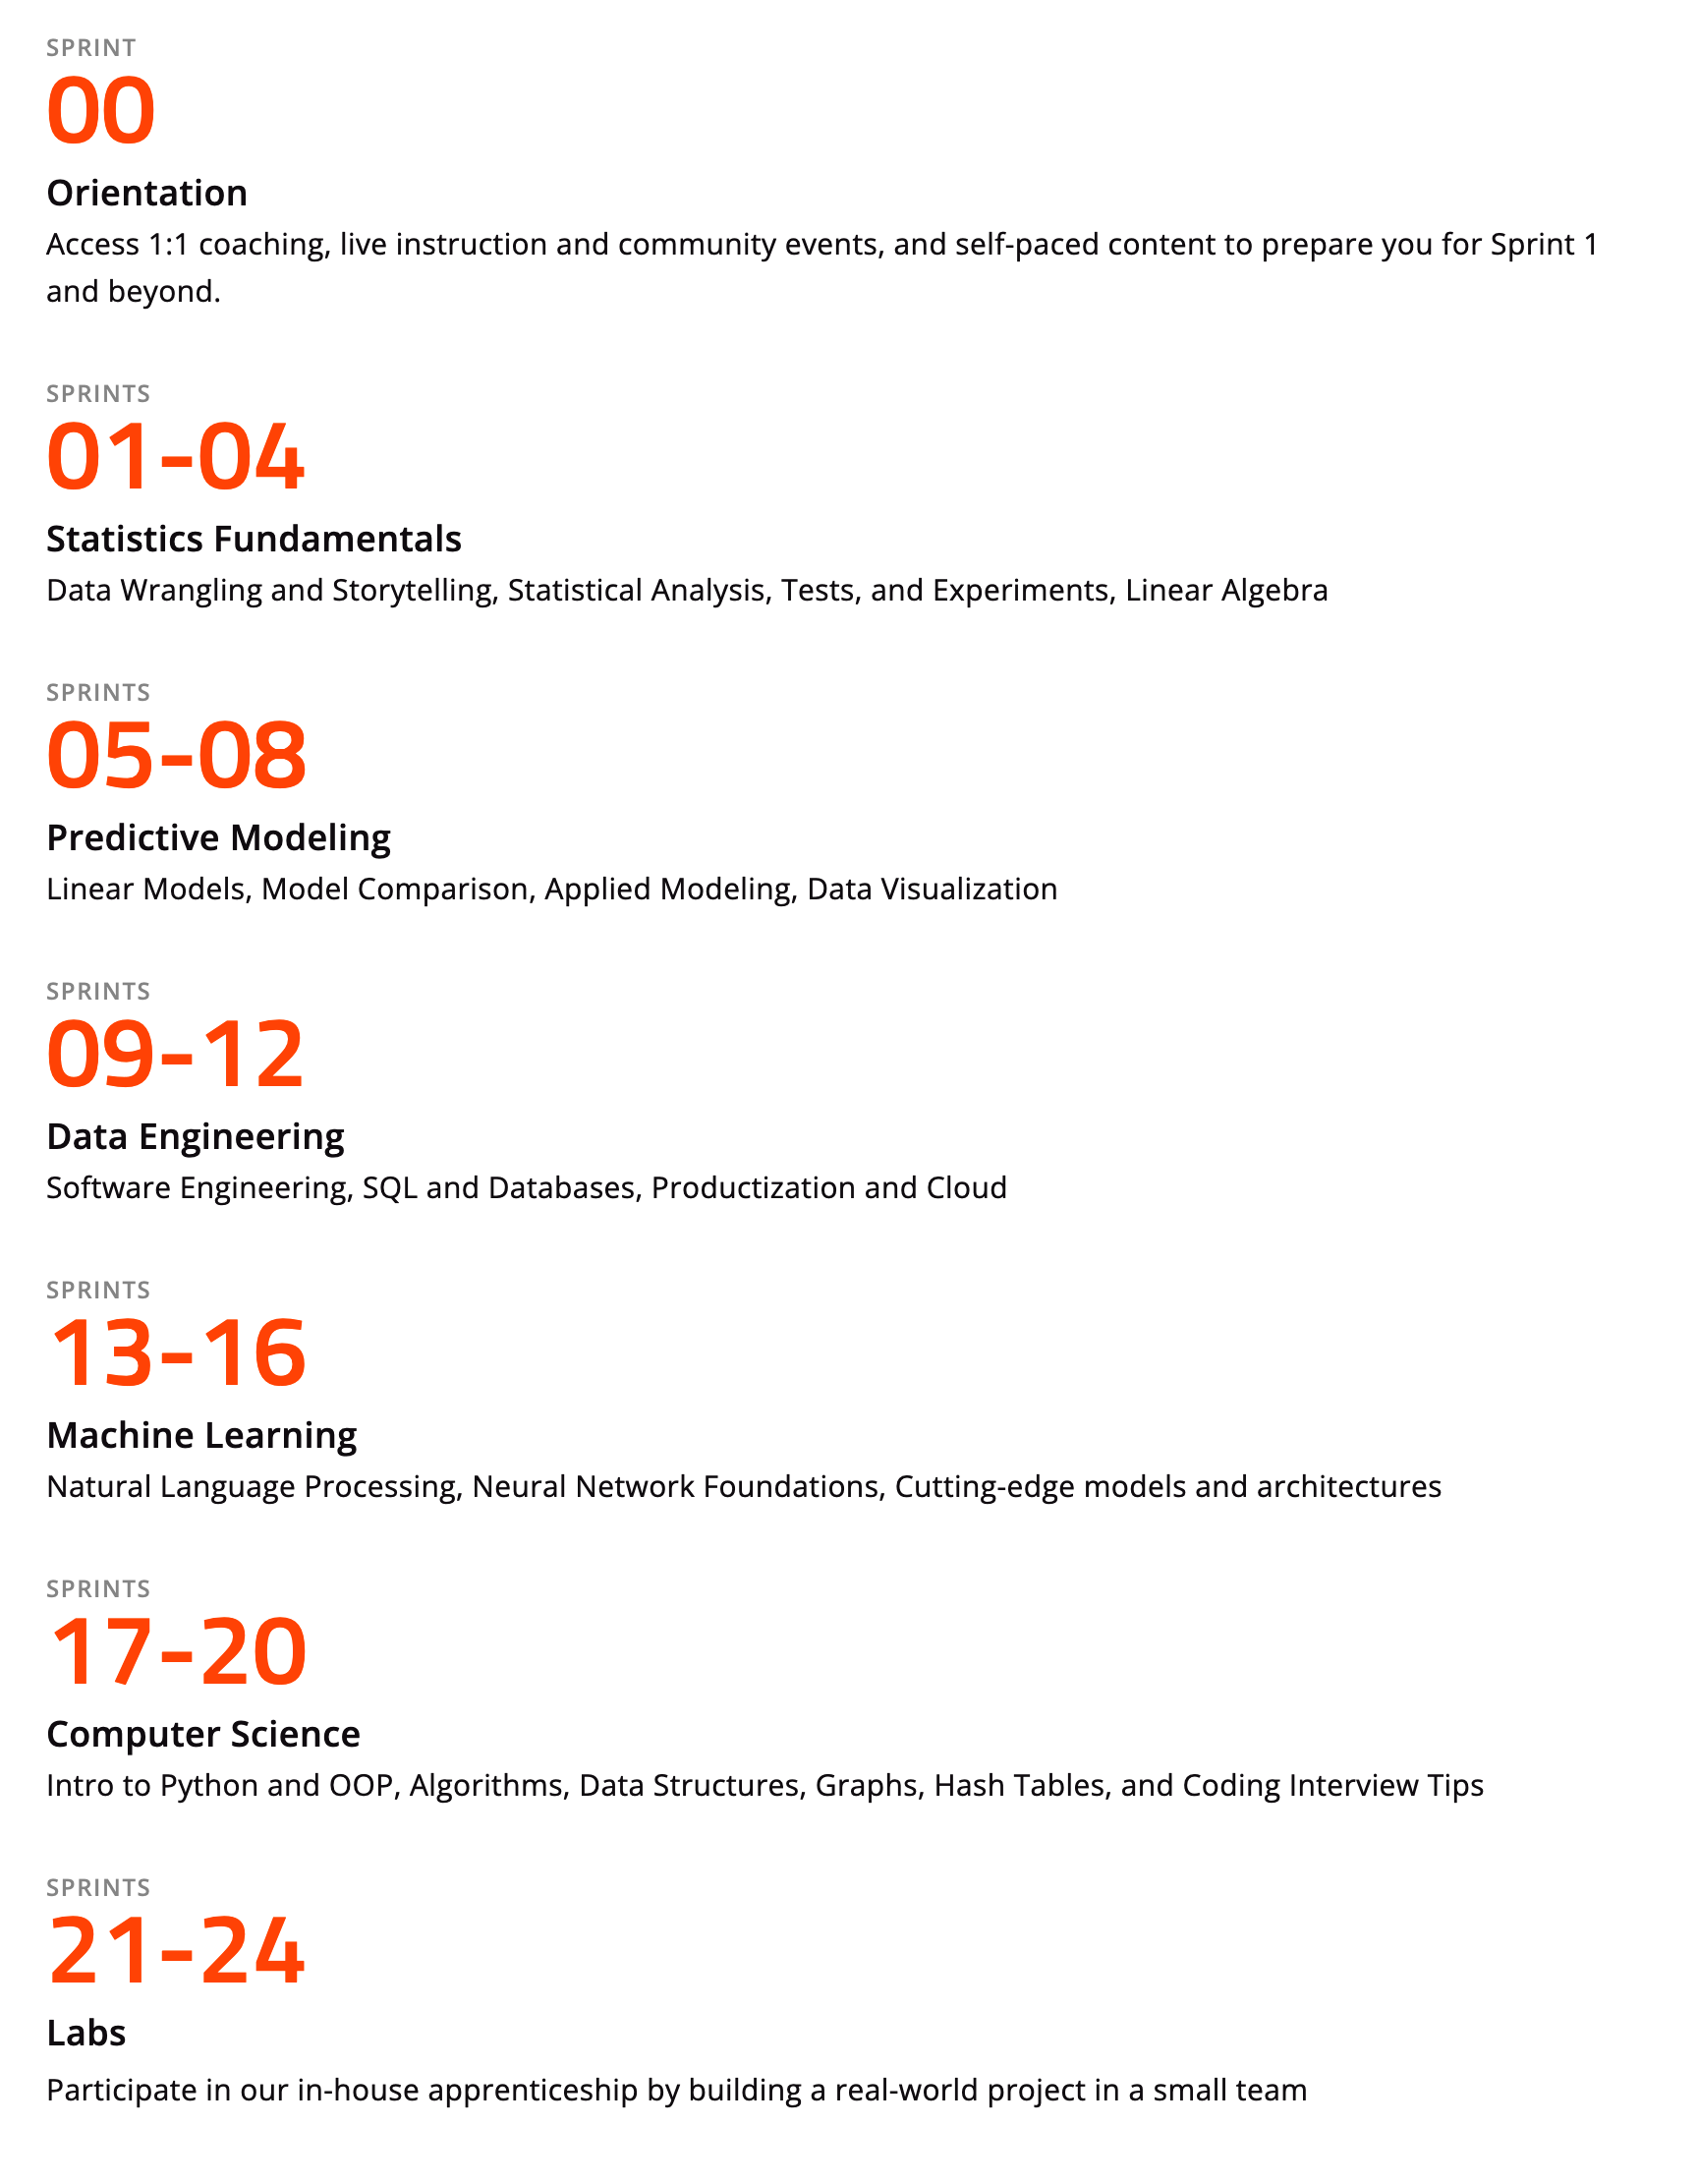 SPRINT
00
Orientation
Access 1:1 coaching, live instruction and community events, and self-paced content to prepare you for Sprint 1
and beyond.
SPRINTS
01-04
Statistics Fundamentals
Data Wrangling and Storytelling, Statistical Analysis, Tests, and Experiments, Linear Algebra
SPRINTS
05-08
Predictive Modeling
Linear Models, Model Comparison, Applied Modeling, Data Visualization
SPRINTS
09-12
Data Engineering
Software Engineering, SQL and Databases, Productization and Cloud
SPRINTS
13-16
Machine Learning
Natural Language Processing, Neural Network Foundations, Cutting-edge models and architectures
SPRINTS
17-20
Computer Science
Intro to Python and OOP, Algorithms, Data Structures, Graphs, Hash Tables, and Coding Interview Tips
SPRINTS
21-24
Labs
Participate in our in-house apprenticeship by building a real-world project in a small team